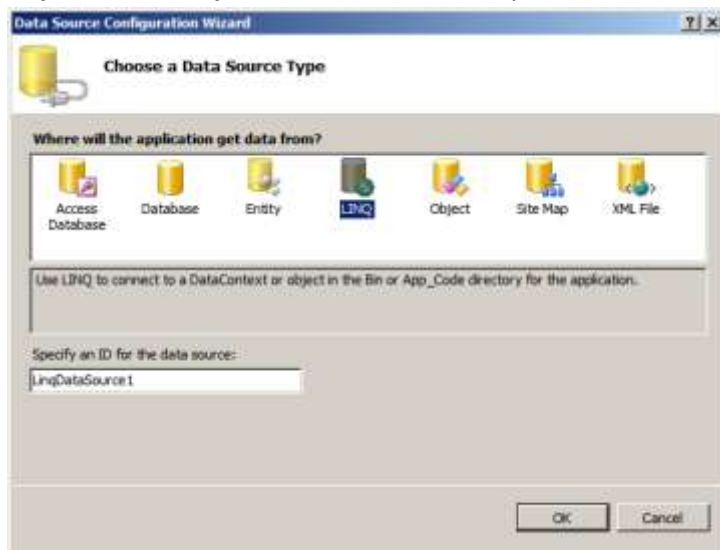 Data Source Configuration Wizard
Choose a Data Source Type
Where will the application get data from?
Access Database
Database
Entity
LINQ
Object
Site Map
XML File
Use LINQ to connect to a DataContext or object in the Bin or App_Code directory for the application.
Specify an ID for the data source:
LinqDataSource1
OK
Cancel